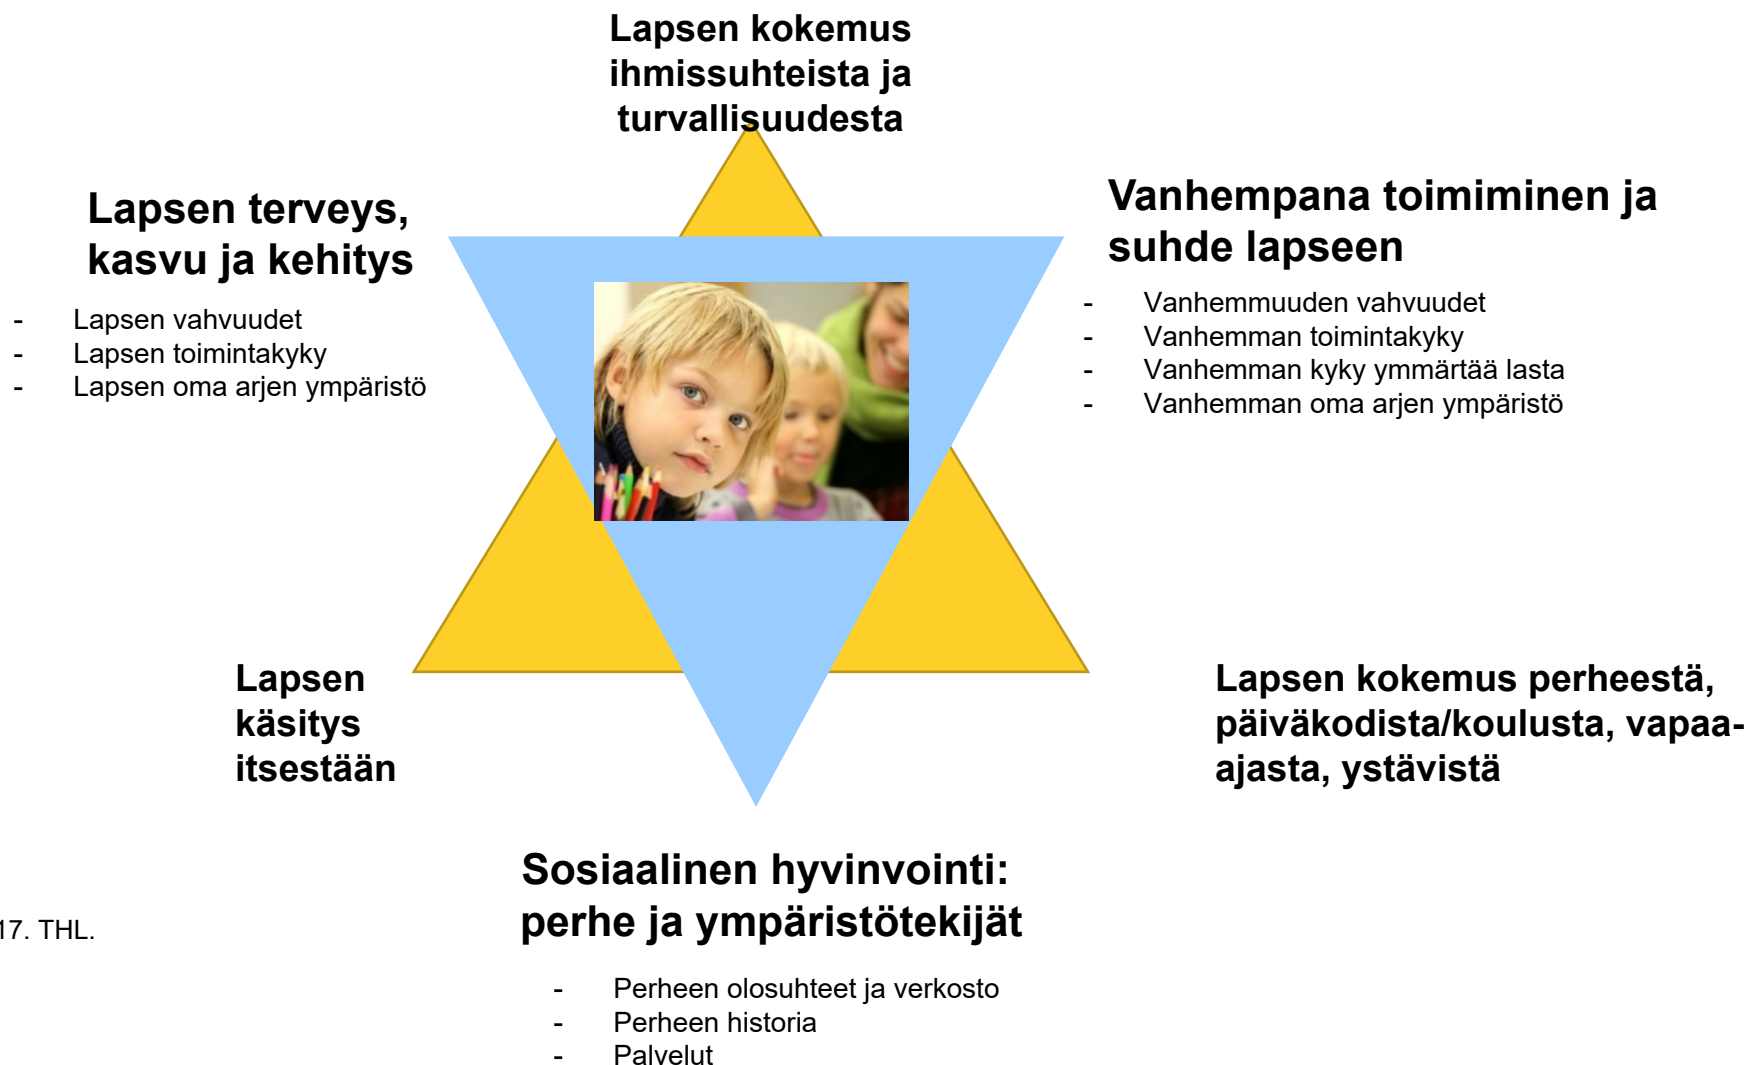 Lapsen kokemus
ihmissuhteista ja
turvallisuudesta
Lapsen terveys,
kasvu ja kehitys
- Lapsen vahvuudet
- Lapsen toimintakyky
- Lapsen oma arjen ympäristö
Vanhempana toimiminen ja
suhde lapseen
- Vanhemmuuden vahvuudet
- Vanhemman toimintakyky
- Vanhemman kyky ymmärtää lasta
- Vanhemman oma arjen ympäristö
Lapsen
käsitys
itsestään
Lapsen kokemus perheestä,
päiväkodista/koulusta, vapaa-
ajasta, ystävistä
Sosiaalinen hyvinvointi:
perhe ja ympäristötekijät
- Perheen olosuhteet ja verkosto
- Perheen historia
- Palvelut
17. THL.